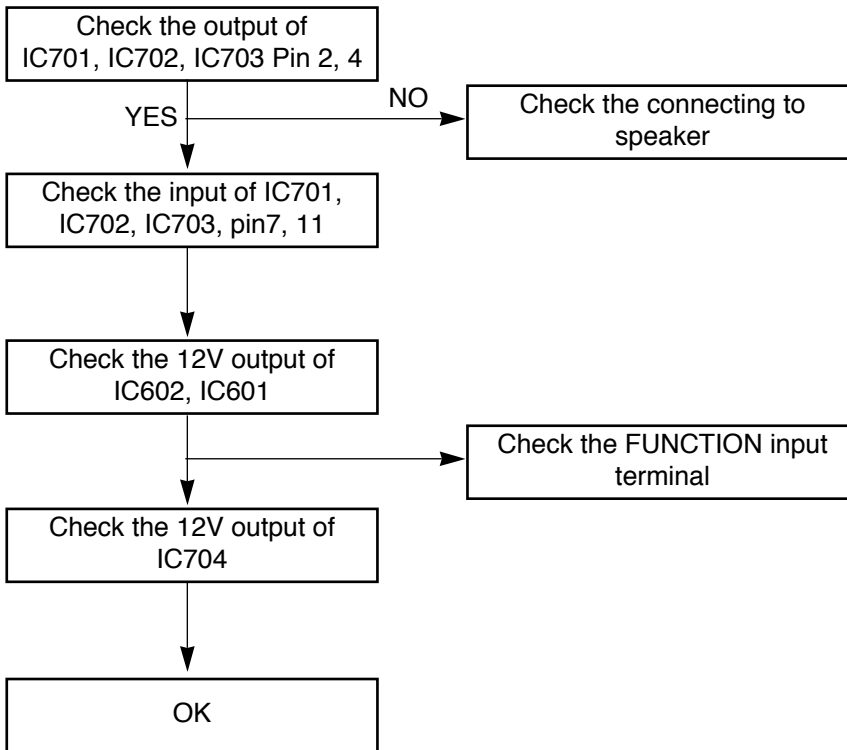 Check the output of
IC701, IC702, IC703 Pin 2, 4
YES
NO
Check the connecting to
speaker
Check the input of IC701,
IC702, IC703, pin7, 11
Check the 12V output of
IC602, IC601
Check the FUNCTION input
terminal
Check the 12V output of
IC704
OK